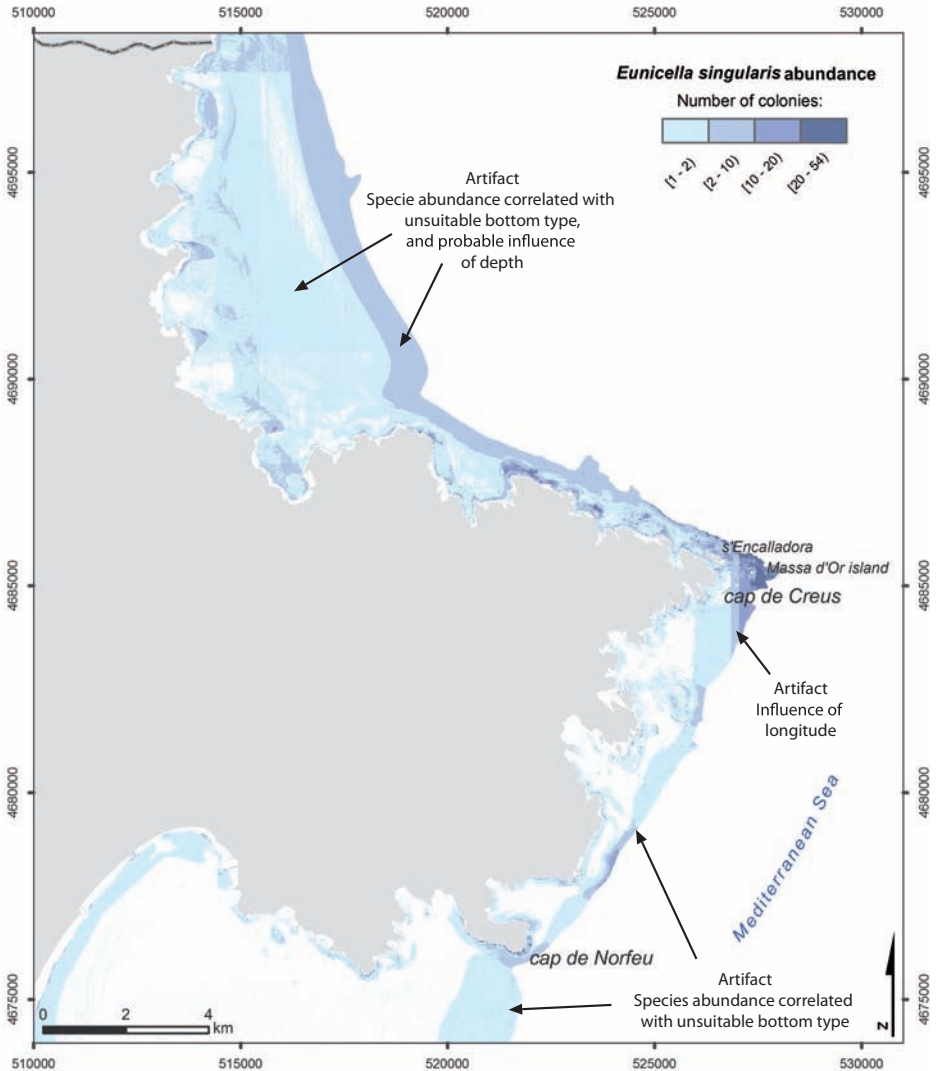 510000 515000 520000 525000 530000
Eunicella singularis abundance
Number of colonies:
[1 - 2) [2 - 10) [10 - 20) [20 - 54)
4695000
4695000
Artifact
Specie abundance correlated with
unsuitable bottom type,
and probable influence
of depth
4690000
4690000
s'Encalladora
Massa d'Or island
cap de Creus
4685000
4685000
Artifact
Influence of
longitude
4680000
4680000
Mediterranean Sea
cap de Norfeu
Artifact
Species abundance correlated
with unsuitable bottom type
4675000
4675000
0 2 4
km
N
510000 515000 520000 525000 530000